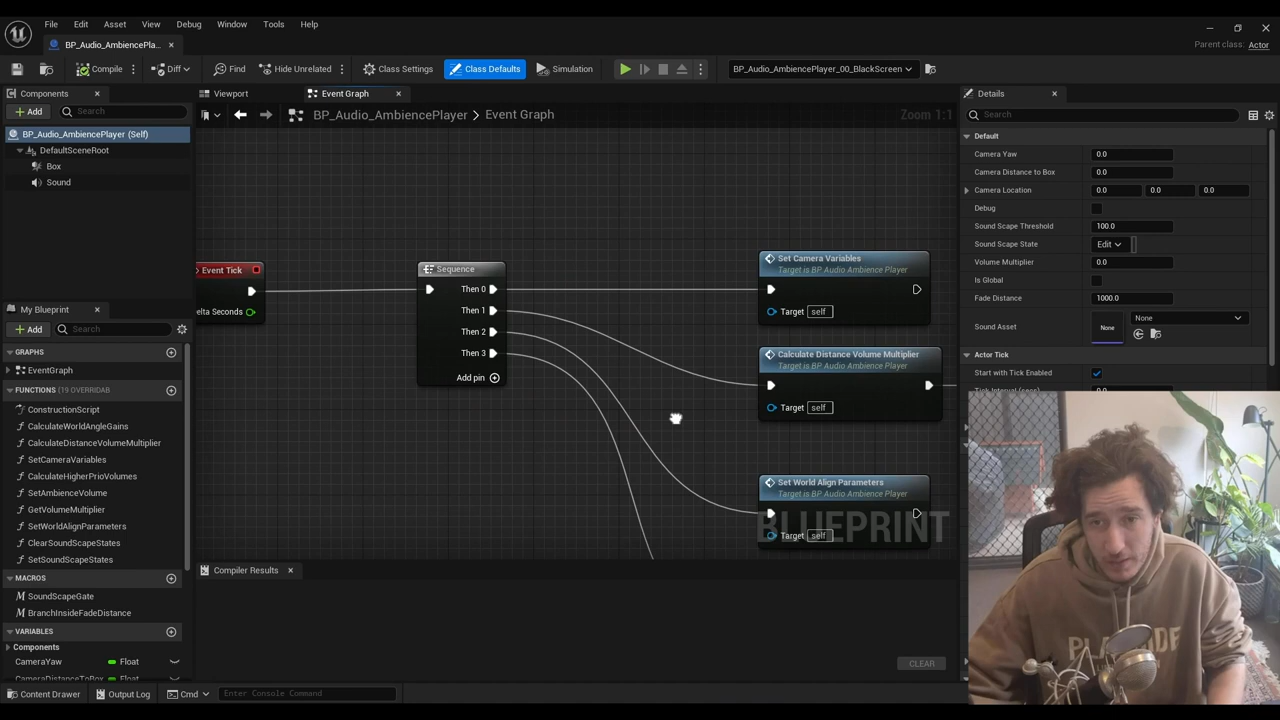 File Edit Asset View Debug Window Tools Help
BP_Audio_AmbiencePla...
Parent class: Actor
Compile Diff Find Hide Unrelated Class Settings Class Defaults Simulation BP_Audio_AmbiencePlayer_00_BlackScreen
Components
Add Search
BP_Audio_AmbiencePlayer (Self)
DefaultSceneRoot
Box
Sound
My Blueprint
Add Search
GRAPHS
EventGraph
FUNCTIONS (19 OVERRIDAB
ConstructionScript
CalculateWorldAngleGains
CalculateDistanceVolumeMultiplier
SetCameraVariables
CalculateHigherPrioVolumes
SetAmbienceVolume
GetVolumeMultiplier
SetWorldAlignParameters
ClearSoundScapeStates
SetSoundScapeStates
MACROS
SoundScapeGate
BranchInsideFadeDistance
VARIABLES
Components
CameraYaw Float
CameraDistanceToBox Float
Viewport Event Graph
BP_Audio_AmbiencePlayer > Event Graph Zoom 1:1
Event Tick
elta Seconds
Sequence
Then 0
Then 1
Then 2
Then 3
Add pin
Set Camera Variables
Target is BP Audio Ambience Player
Target self
Calculate Distance Volume Multiplier
Target is BP Audio Ambience Player
Target self
Set World Align Parameters
Target is BP Audio Ambience Player
Target self
BLUEPRINT
Compiler Results
CLEAR
Details
Search
Default
Camera Yaw 0.0
Camera Distance to Box 0.0
Camera Location 0.0 0.0 0.0
Debug
Sound Scape Threshold 100.0
Sound Scape State Edit
Volume Multiplier 0.0
Is Global
Fade Distance 1000.0
Sound Asset None None
Actor Tick
Start with Tick Enabled
Content Drawer Output Log Cmd Enter Console Command